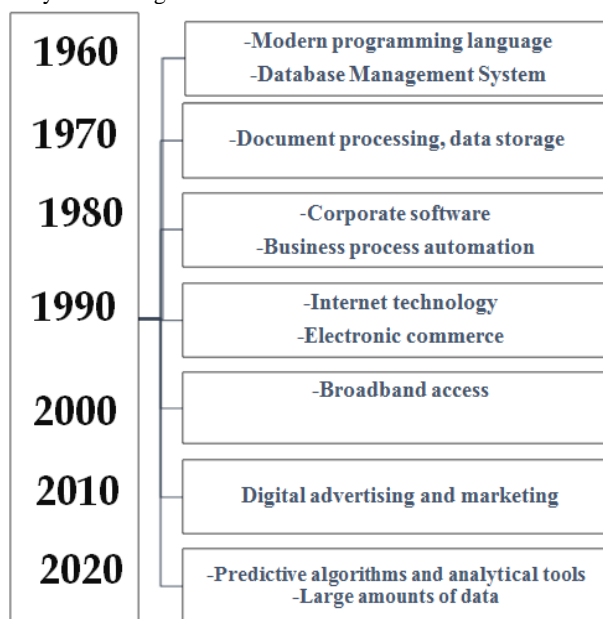 1960
-Modern programming language
-Database Management System
1970
-Document processing, data storage
1980
-Corporate software
-Business process automation
1990
-Internet technology
-Electronic commerce
2000
-Broadband access
2010
Digital advertising and marketing
2020
-Predictive algorithms and analytical tools
-Large amounts of data